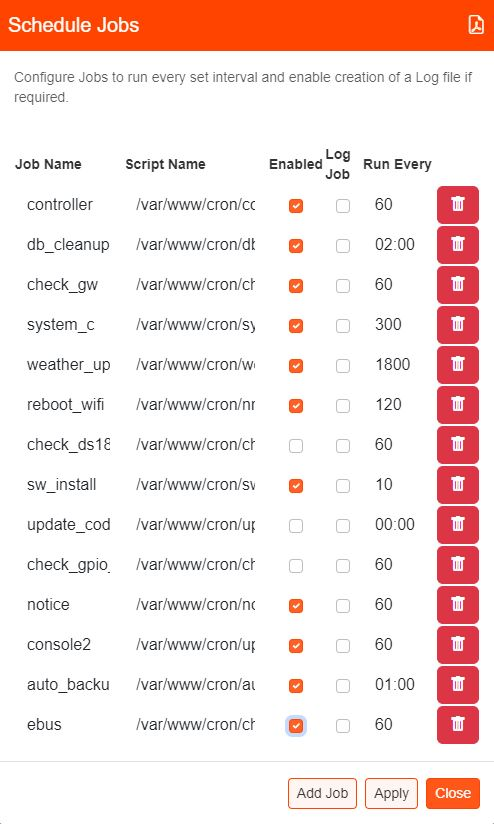 Schedule Jobs
Configure Jobs to run every set interval and enable creation of a Log file if
required.
Job Name Script Name Enabled Log Job Run Every
controller /var/www/cron/co 60
db_cleanup /var/www/cron/db 02:00
check_gw /var/www/cron/ch 60
system_c /var/www/cron/sy 300
weather_up /var/www/cron/we 1800
reboot_wifi /var/www/cron/nr 120
check_ds18 /var/www/cron/ch 60
sw_install /var/www/cron/sw 10
update_cod /var/www/cron/up 00:00
check_gpio_ /var/www/cron/ch 60
notice /var/www/cron/no 60
console2 /var/www/cron/up 60
auto_backu /var/www/cron/au 01:00
ebus /var/www/cron/ch 60
Add Job Apply Close